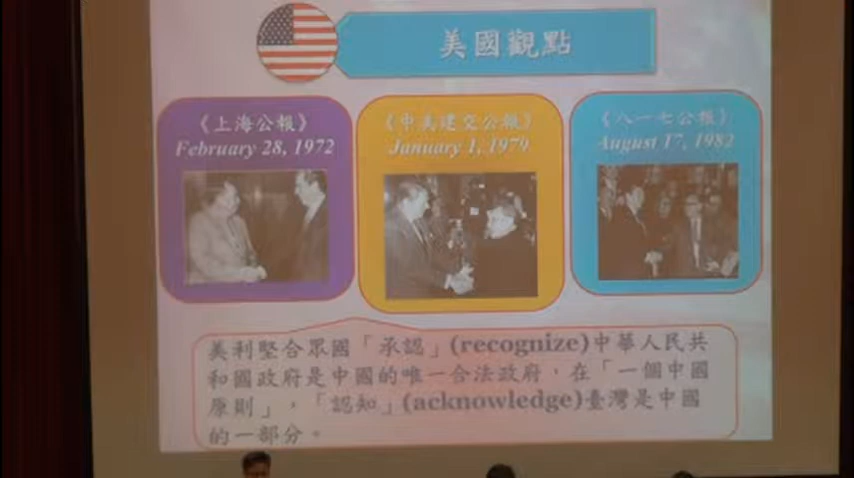 美國觀點
《上海公報》
February 28, 1972
《中美建交公報》
January 1, 1979
《八一七公報》
August 17, 1982
美利堅合眾國「承認」(recognize)中華人民共
和國政府是中國的唯一合法政府，在「一個中國
原則」，「認知」(acknowledge)臺灣是中國
的一部分。